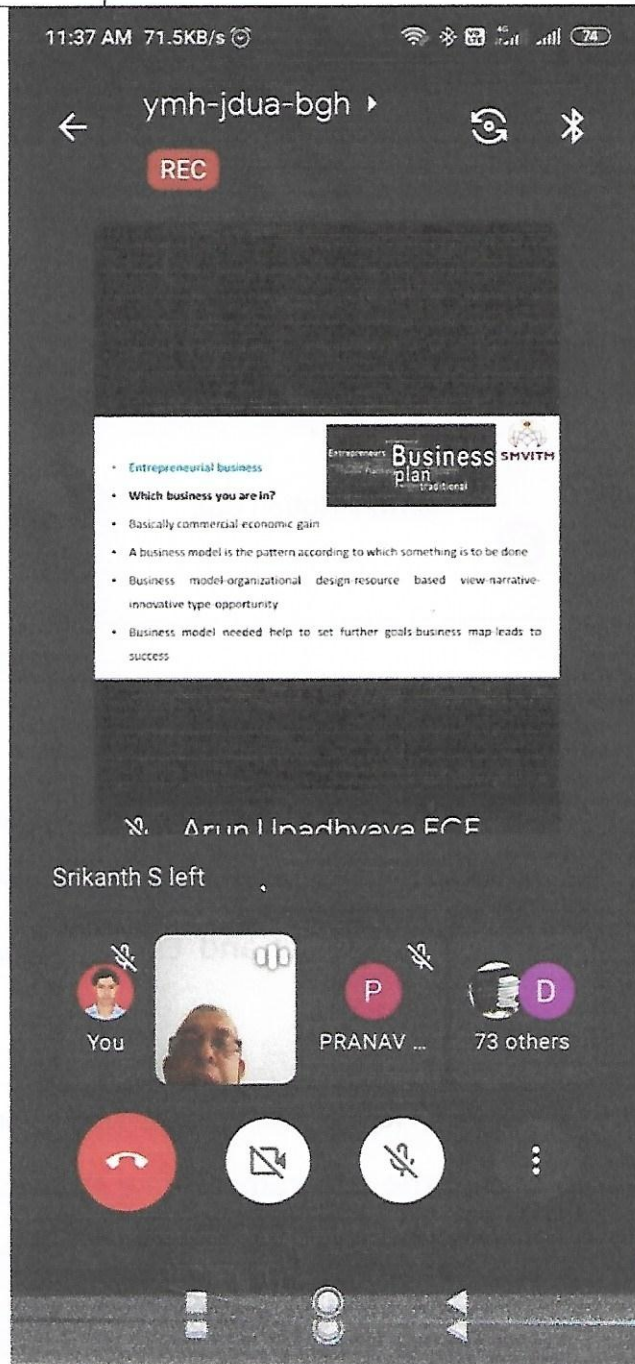 11:37 AM 71.5KB/s
4G
74
ymh-jdua-bgh
REC
Entrepreneurs
Business
plan
traditional
SMVITM
• Entrepreneurial business
• Which business you are in?
• Basically commercial-economic gain
• A business model is the pattern according to which something is to be done
• Business model-organizational design-resource based view-narrative-
innovative type-opportunity
• Business model needed help to set further goals-business map-leads to
success
Arun Upadhyaya ECE
Srikanth S left
You
P
PRANAV ...
D
73 others